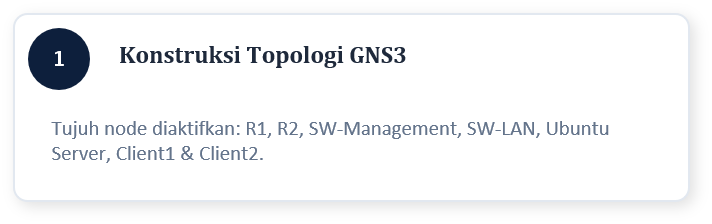 1
Konstruksi Topologi GNS3
Tujuh node diaktifkan: R1, R2, SW-Management, SW-LAN, Ubuntu
Server, Client1 & Client2.